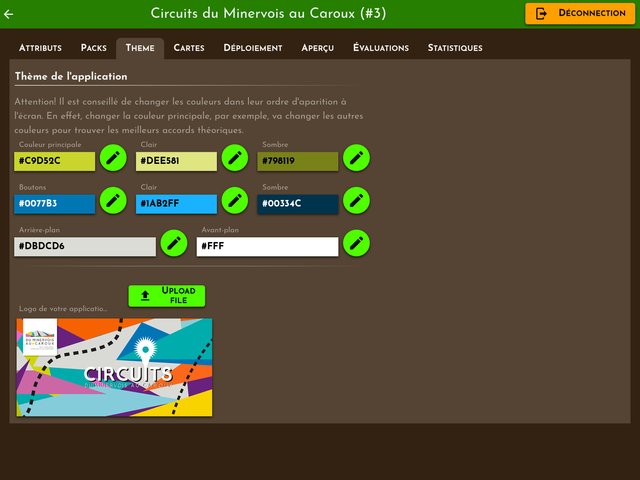 Circuits du Minervois au Caroux (#3)
Déconnection
Attributs Packs Theme Cartes Déploiement Aperçu Évaluations Statistiques
Thème de l'application
Attention! Il est conseillé de changer les couleurs dans leur ordre d'aparition à
l'écran. En effet, changer la couleur principale, par exemple, va changer les autres
couleurs pour trouver les meilleurs accords théoriques.
Couleur principale Clair Sombre
#C9D52C #DEE581 #798119
Boutons Clair Sombre
#0077B3 #1AB2FF #00334C
Arrière-plan Avant-plan
#DBDCD6 #FFF
Upload
file
Logo de votre applicatio...
DU MINERVOIS
AU CAROUX
CIRCUITS